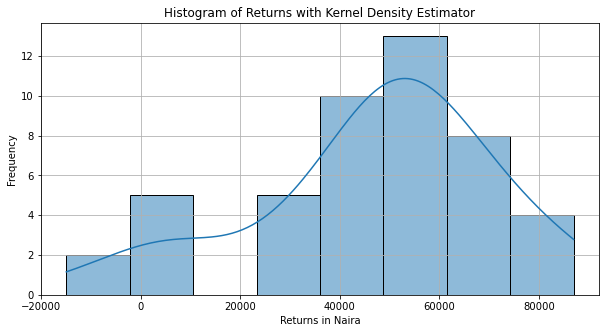 Histogram of Returns with Kernel Density Estimator
Frequency
12
10
8
6
4
2
0
−20000 0 20000 40000 60000 80000
Returns in Naira